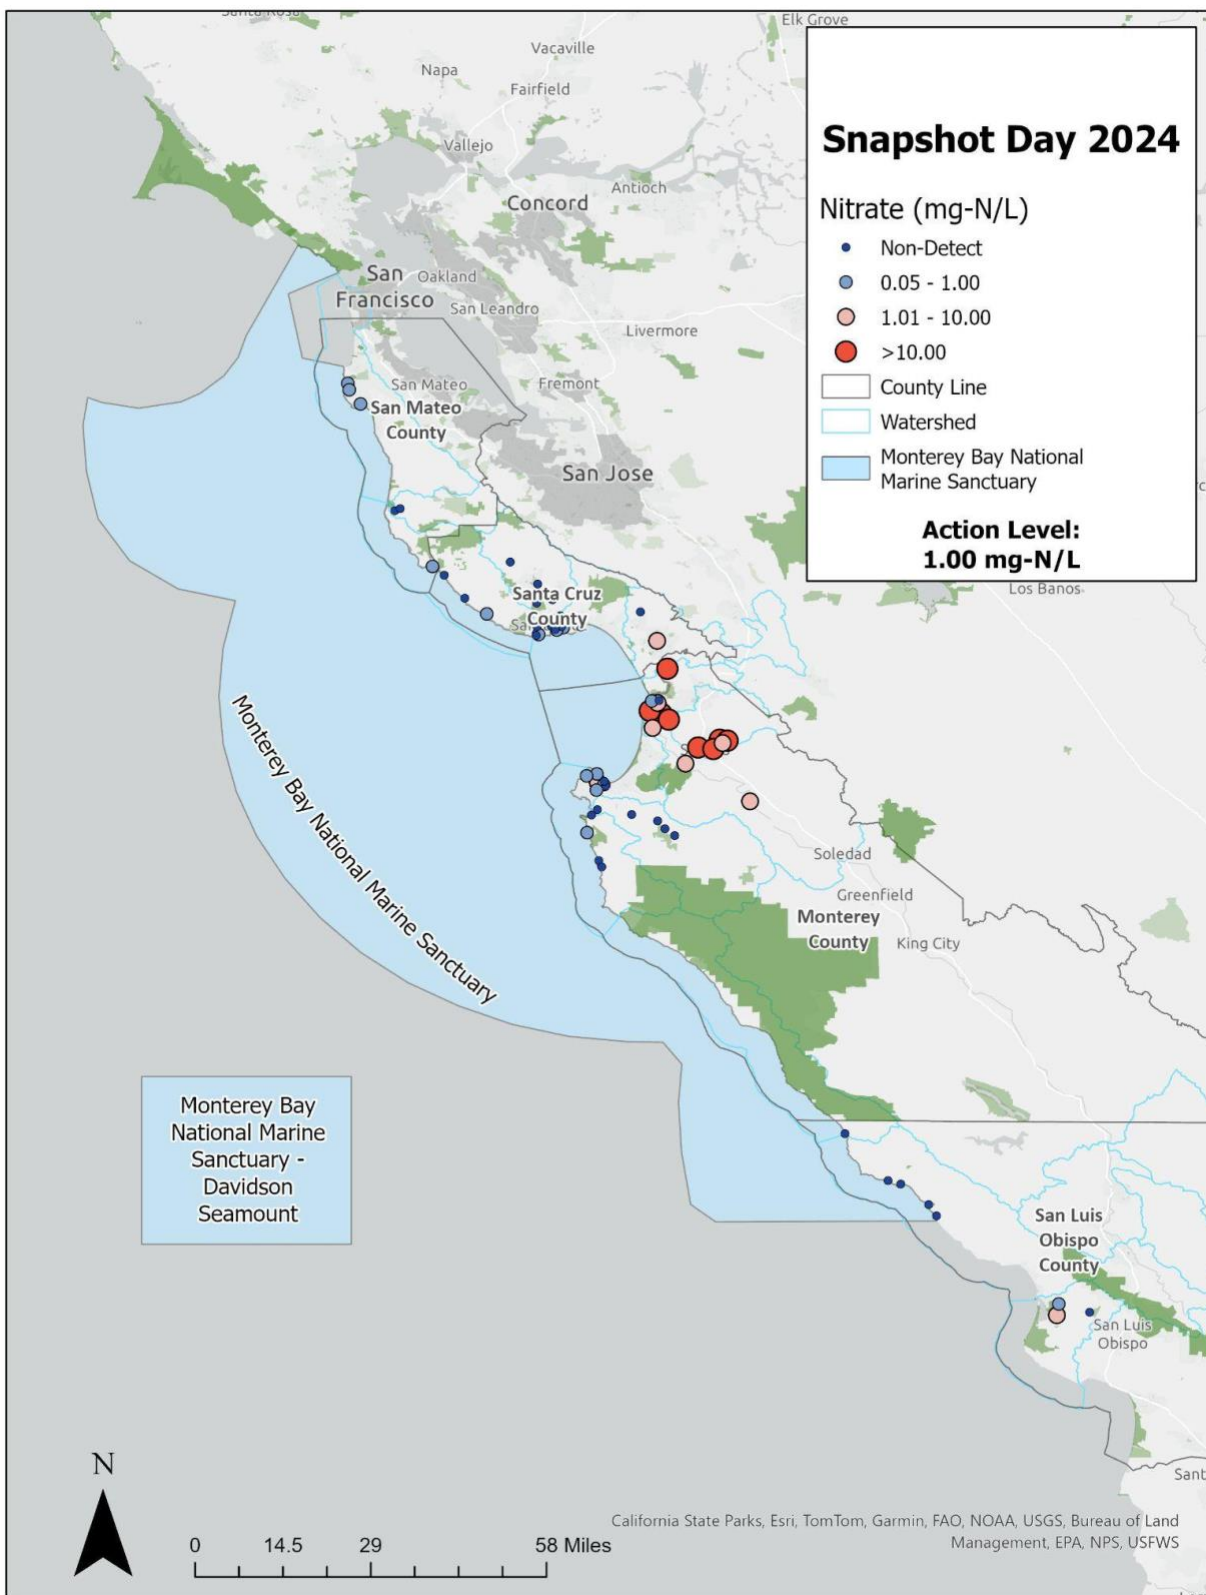 Elk Grove
Vacaville
Napa
Fairfield
Vallejo
Antioch
Concord
San
Francisco
Oakland
San Leandro
Livermore
San Mateo
Fremont
San Mateo
County
San Jose
Los Banos
Santa Cruz
County
Soledad
Greenfield
Monterey
County
King City
Monterey Bay National Marine Sanctuary
Monterey Bay
National Marine
Sanctuary -
Davidson
Seamount
San Luis
Obispo
County
San Luis
Obispo
Snapshot Day 2024
Nitrate (mg-N/L)
Non-Detect
0.05 - 1.00
1.01 - 10.00
>10.00
County Line
Watershed
Monterey Bay National
Marine Sanctuary
Action Level:
1.00 mg-N/L
N
0 14.5 29 58 Miles
Sant
California State Parks, Esri, TomTom, Garmin, FAO, NOAA, USGS, Bureau of Land
Management, EPA, NPS, USFWS